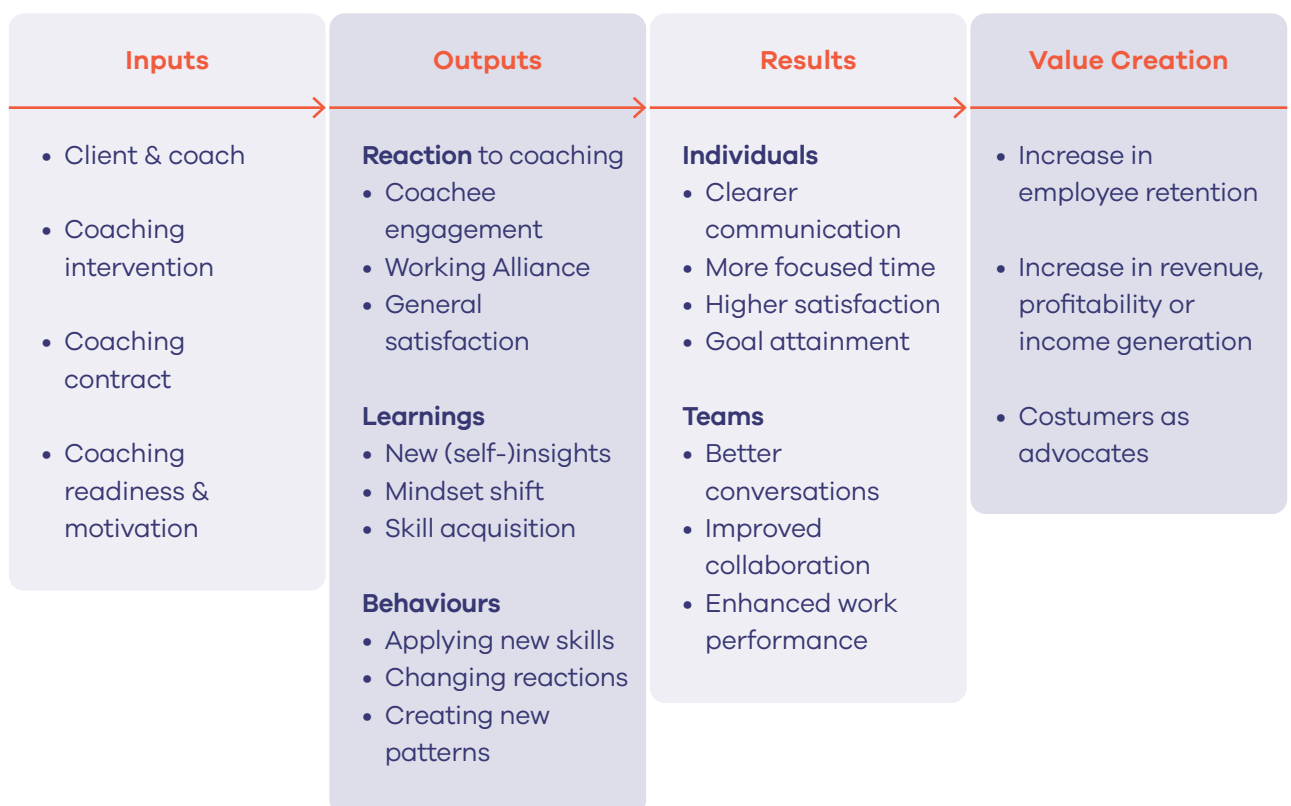 Inputs
• Client & coach
• Coaching
intervention
• Coaching
contract
• Coaching
readiness &
motivation
Outputs
Reaction to coaching
• Coachee
engagement
• Working Alliance
• General
satisfaction
Learnings
• New (self-)insights
• Mindset shift
• Skill acquisition
Behaviours
• Applying new skills
• Changing reactions
• Creating new
patterns
Results
Individuals
• Clearer
communication
• More focused time
• Higher satisfaction
• Goal attainment
Teams
• Better
conversations
• Improved
collaboration
• Enhanced work
performance
Value Creation
• Increase in
employee retention
• Increase in revenue,
profitability or
income generation
• Costumers as
advocates